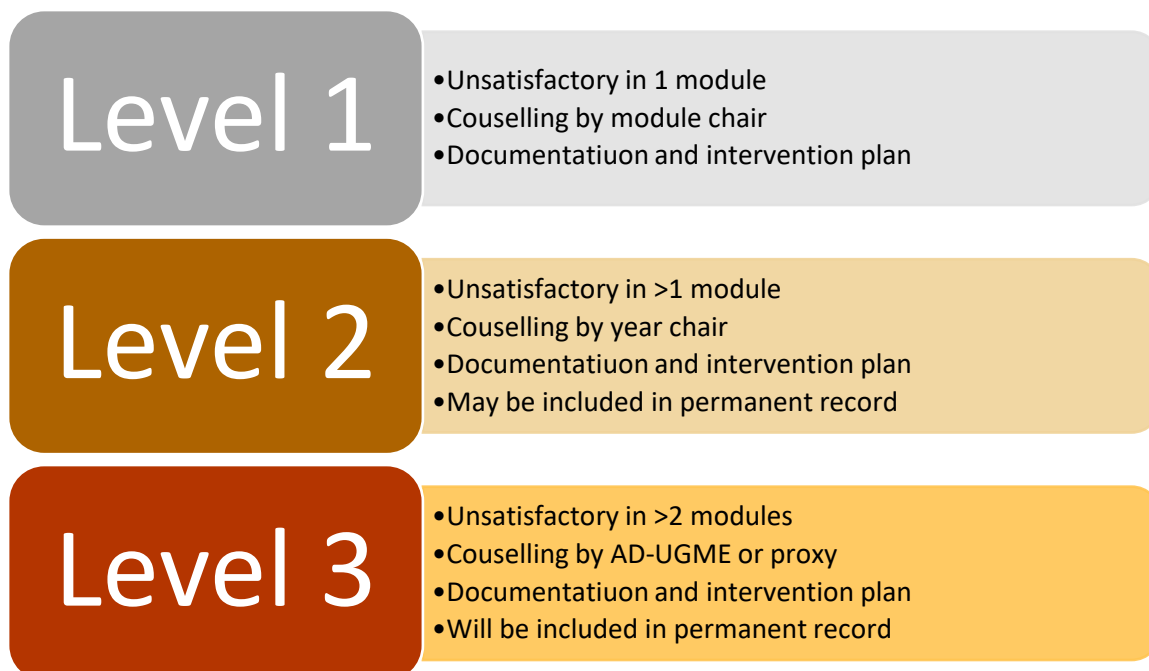 Level 1
•Unsatisfactory in 1 module
•Couselling by module chair
•Documentatiuon and intervention plan
Level 2
•Unsatisfactory in >1 module
•Couselling by year chair
•Documentatiuon and intervention plan
•May be included in permanent record
Level 3
•Unsatisfactory in >2 modules
•Couselling by AD-UGME or proxy
•Documentatiuon and intervention plan
•Will be included in permanent record